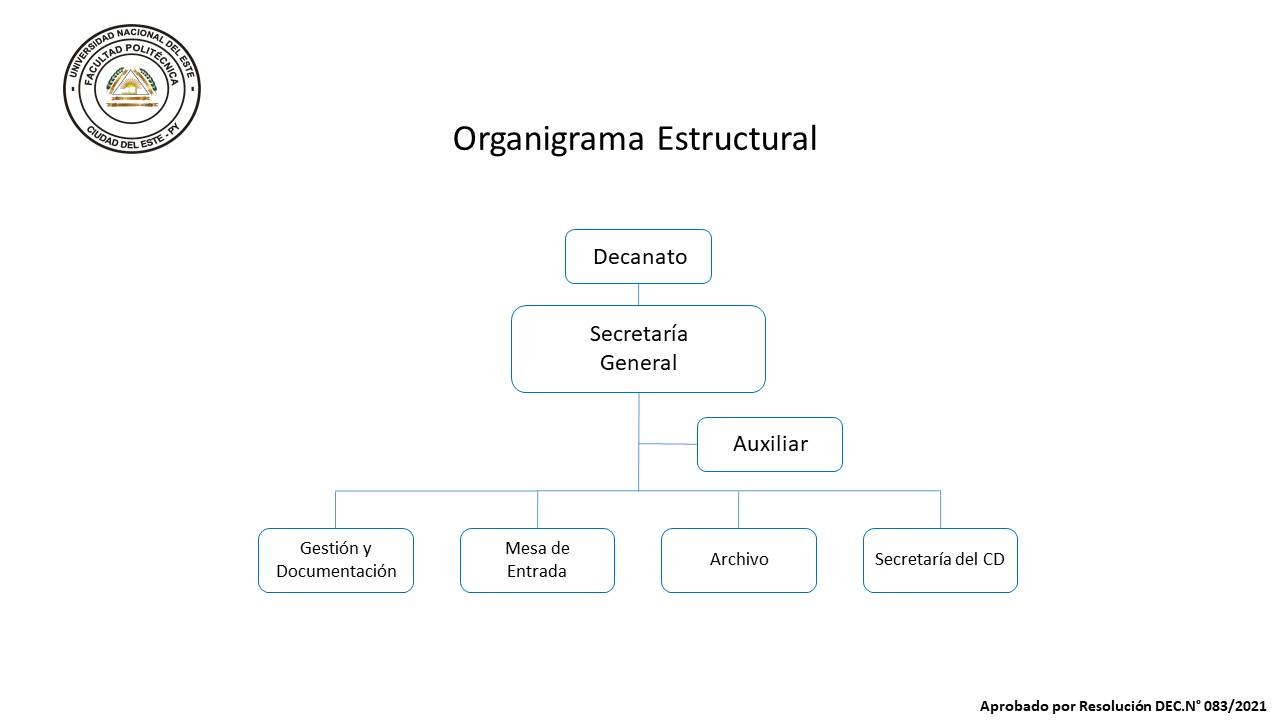 UNIVERSIDAD NACIONAL DEL ESTE
FACULTAD POLITÉCNICA
CIUDAD DEL ESTE - PY
Organigrama Estructural
Decanato
Secretaría
General
Auxiliar
Gestión y
Documentación
Mesa de
Entrada
Archivo
Secretaría del CD
Aprobado por Resolución DEC.N° 083/2021